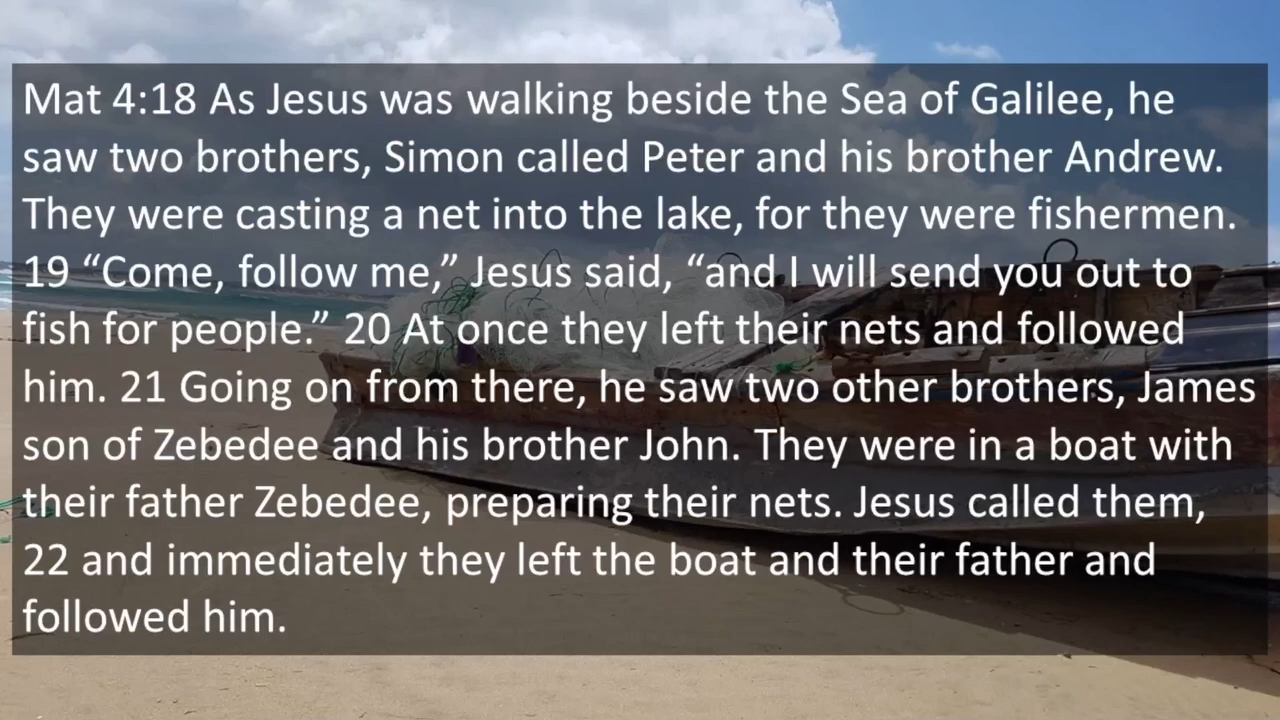 Mat 4:18 As Jesus was walking beside the Sea of Galilee, he
saw two brothers, Simon called Peter and his brother Andrew.
They were casting a net into the lake, for they were fishermen.
19 “Come, follow me,” Jesus said, “and I will send you out to
fish for people.” 20 At once they left their nets and followed
him. 21 Going on from there, he saw two other brothers, James
son of Zebedee and his brother John. They were in a boat with
their father Zebedee, preparing their nets. Jesus called them,
22 and immediately they left the boat and their father and
followed him.